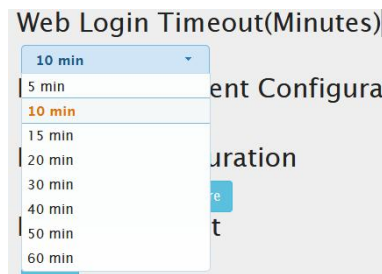 Web Login Timeout(Minutes)
10 min
5 min
ent Configura
10 min
15 min
uration
20 min
30 min
re
40 min
t
50 min
60 min